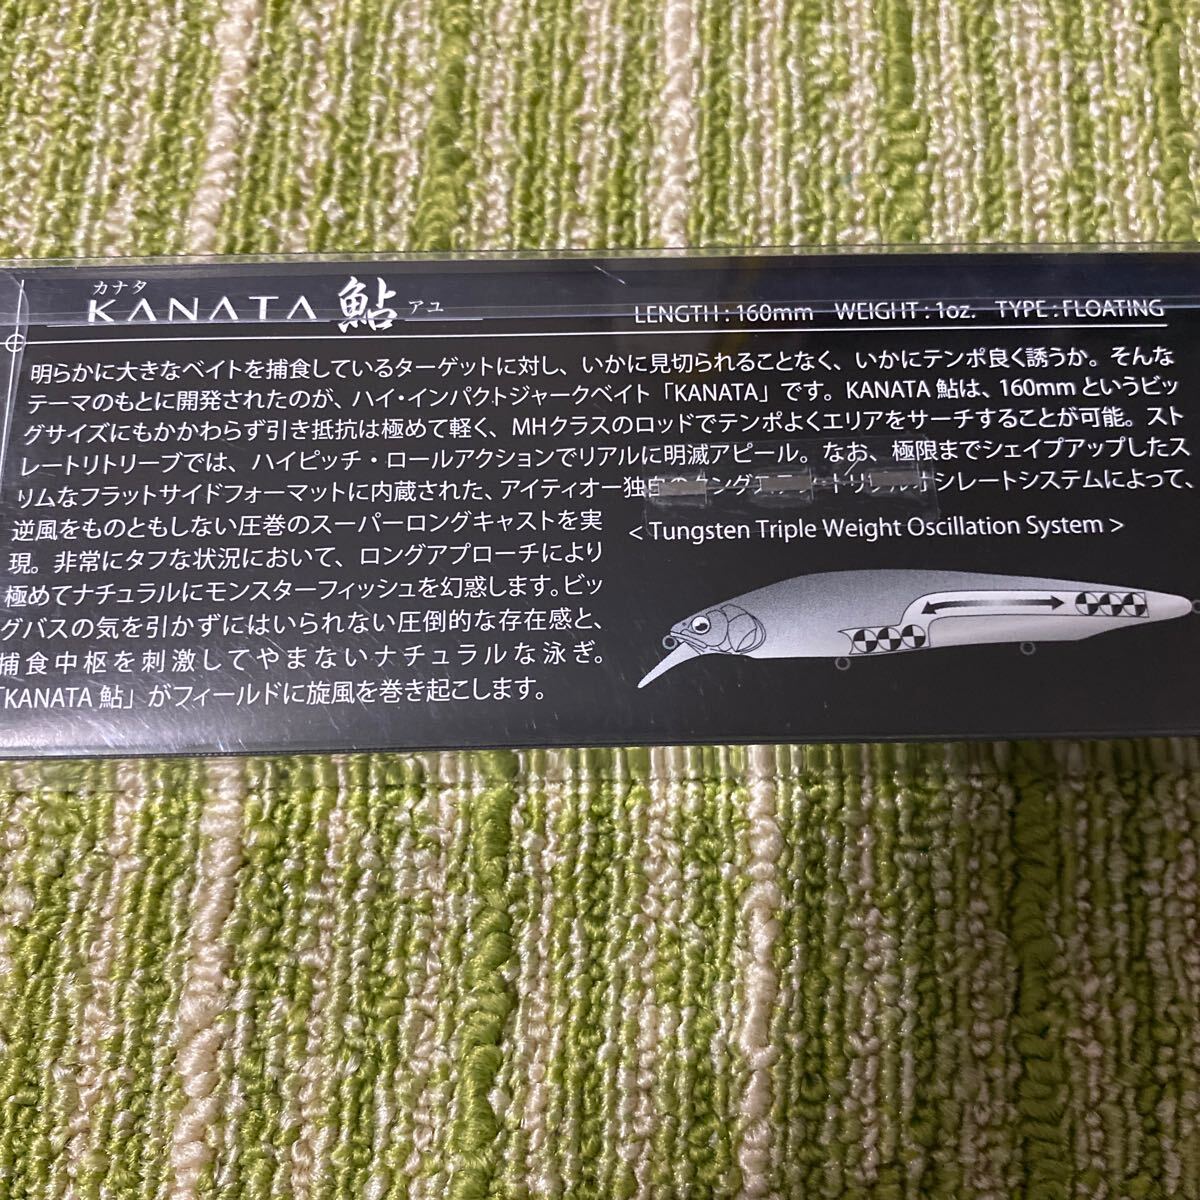 カナタ
KANATA 鮎 アユ
LENGTH : 160mm WEIGHT : 1oz. TYPE : FLOATING
明らかに大きなベイトを捕食しているターゲットに対し、いかに見切られることなく、いかにテンポ良く誘うか。そんな
テーマのもとに開発されたのが、ハイ・インパクトジャークベイト「KANATA」です。KANATA 鮎は、160mm というビッ
グサイズにもかかわらず引き抵抗は極めて軽く、MHクラスのロッドでテンポよくエリアをサーチすることが可能。スト
レートリトリーブでは、ハイピッチ・ロールアクションでリアルに明滅アピール。なお、極限までシェイプアップしたス
リムなフラットサイドフォーマットに内蔵された、アイティオー独自のタングステントリプルオシレートシステムによって、
逆風をものともしない圧巻のスーパーロングキャストを実
現。非常にタフな状況において、ロングアプローチにより
極めてナチュラルにモンスターフィッシュを幻惑します。ビッ
グバスの気を引かずにはいられない圧倒的な存在感と、
捕食中枢を刺激してやまないナチュラルな泳ぎ。
「KANATA 鮎」がフィールドに旋風を巻き起こします。
< Tungsten Triple Weight Oscillation System >